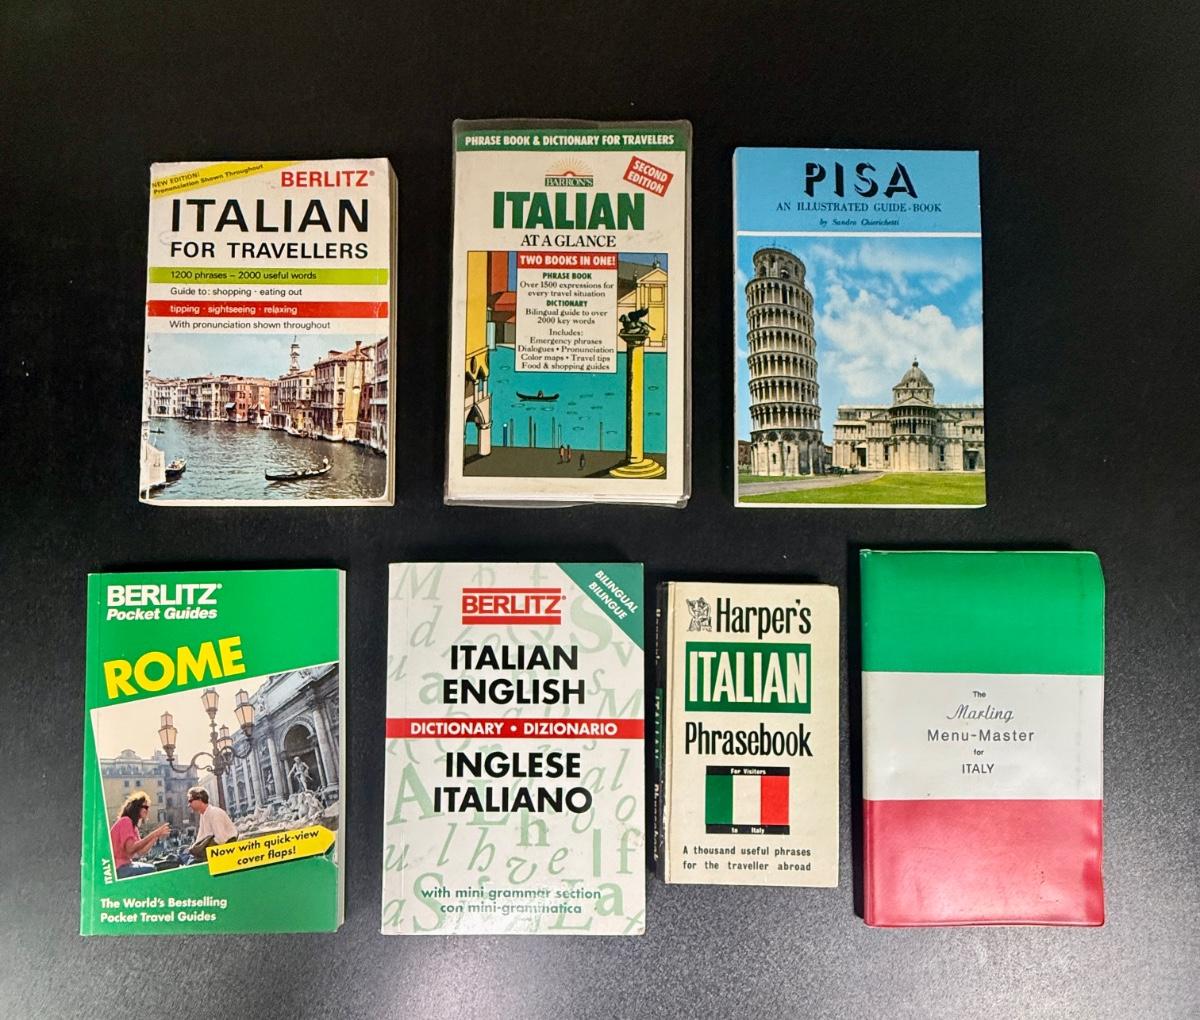 NEW EDITION!
Pronunciation Shown Throughout
BERLITZ®
ITALIAN
FOR TRAVELLERS
1200 phrases – 2000 useful words
Guide to: shopping · eating out
tipping · sightseeing · relaxing
With pronunciation shown throughout
PHRASE BOOK & DICTIONARY FOR TRAVELERS
BARRON'S
SECOND
EDITION
ITALIAN
AT A GLANCE
TWO BOOKS IN ONE!
PHRASE BOOK
Over 1500 expressions for
every travel situation
DICTIONARY
Bilingual guide to over
2000 key words
Includes:
Emergency phrases
Dialogues • Pronunciation
Color maps • Travel tips
Food & shopping guides
PISA
AN ILLUSTRATED GUIDE-BOOK
by Sandro Chierichetti
BERLITZ®
Pocket Guides
ROME
ITALY
Now with quick-view
cover flaps!
The World's Bestselling
Pocket Travel Guides
BERLITZ®
BILINGUAL
BILINGUE
ITALIAN
ENGLISH
DICTIONARY • DIZIONARIO
INGLESE
ITALIANO
with mini grammar section
con mini-grammatica
Harper's
ITALIAN
Phrasebook
For Visitors
to Italy
A thousand useful phrases
for the traveller abroad
The
Marling
Menu-Master
for
ITALY